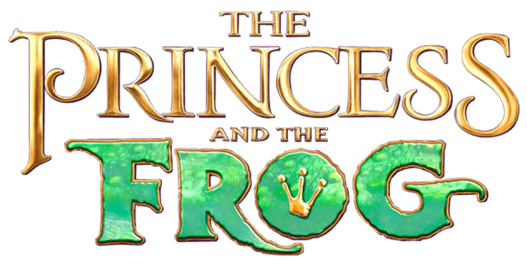 THE
PRINCESS
AND THE
FROG